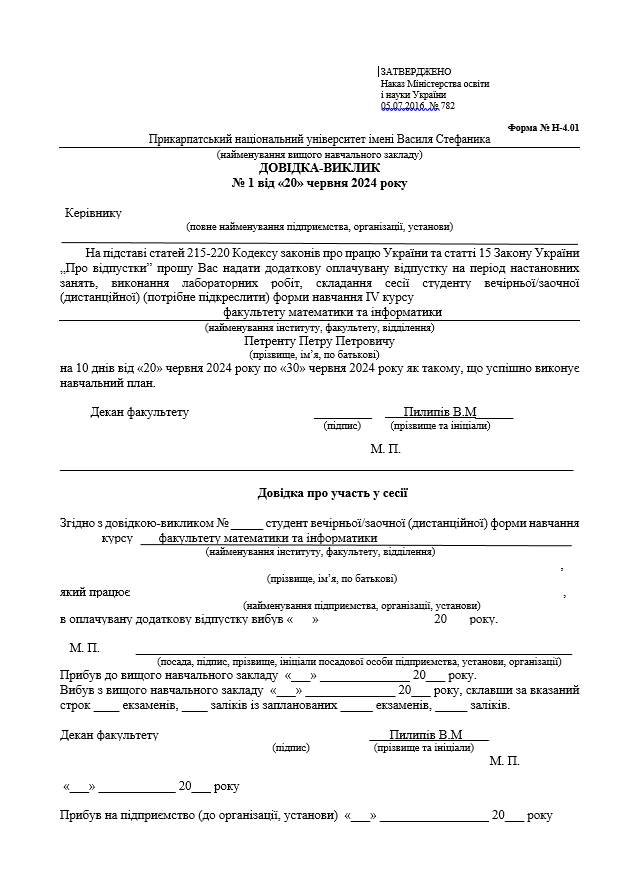 ЗАТВЕРДЖЕНО
Наказ Міністерства освіти
і науки України
05.07.2016 № 782
Форма № Н-4.01
Прикарпатський національний університет імені Василя Стефаника
(найменування вищого навчального закладу)
ДОВІДКА-ВИКЛИК
№ 1 від «20» червня 2024 року
Керівнику
(повне найменування підприємства, організації, установи)
На підставі статей 215-220 Кодексу законів про працю України та статті 15 Закону України
„Про відпустки” прошу Вас надати додаткову оплачувану відпустку на період настановних
занять, виконання лабораторних робіт, складання сесії студенту вечірньої/заочної
(дистанційної) (потрібне підкреслити) форми навчання IV курсу
факультету математики та інформатики
(найменування інституту, факультету, відділення)
Петренту Петру Петровичу
(прізвище, ім’я, по батькові)
на 10 днів від «20» червня 2024 року по «30» червня 2024 року як такому, що успішно виконує
навчальний план.
Декан факультету _________ Пилипів В.М______
(підпис) (прізвище та ініціали)
М. П.
Довідка про участь у сесії
Згідно з довідкою-викликом № _____ студент вечірньої/заочної (дистанційної) форми навчання
курсу ___факультету математики та інформатики
(найменування інституту, факультету, відділення)
,
(прізвище, ім’я, по батькові)
який працює ,
(найменування підприємства, організації, установи)
в оплачувану додаткову відпустку вибув « » 20 року.
М. П.
(посада, підпис, прізвище, ініціали посадової особи підприємства, установи, організації)
Прибув до вищого навчального закладу «___» ______________ 20___ року.
Вибув з вищого навчального закладу «___» ______________ 20___ року, склавши за вказаний
строк ____ екзаменів, ____ заліків із запланованих _____ екзаменів, _____ заліків.
Декан факультету ___Пилипів В.М____
(підпис) (прізвище та ініціали)
М. П.
«___» ____________ 20___ року
Прибув на підприємство (до організації, установи) «___» _________________ 20___ року